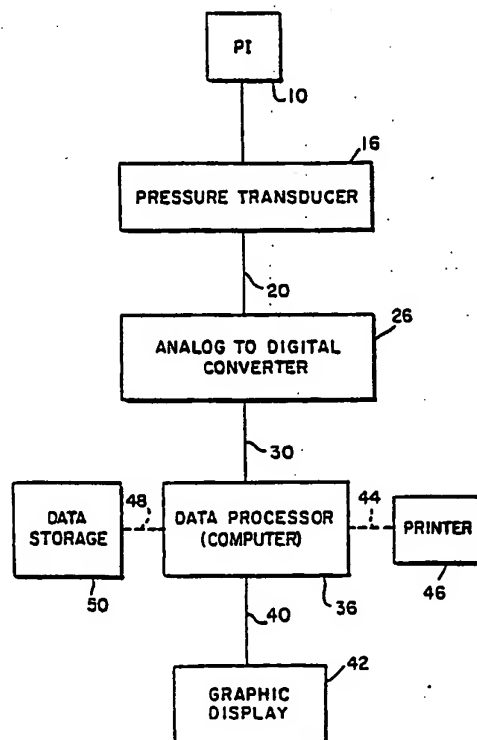 PI
10
16
PRESSURE TRANSDUCER
20
26
ANALOG TO DIGITAL
CONVERTER
30
DATA
STORAGE
50
48
DATA PROCESSOR
(COMPUTER)
36
44
PRINTER
46
40
42
GRAPHIC
DISPLAY